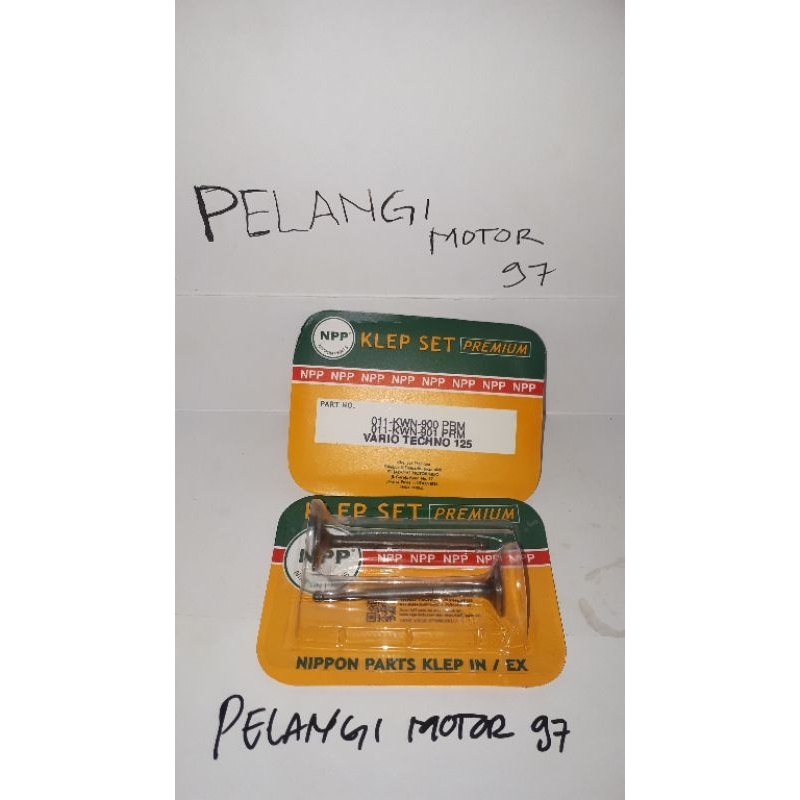 PELANGI
MOTOR
97
NPP
KLEP SET PREMIUM
NPP NPP NPP NPP NPP NPP NPP NPP
PART NO.
011-KWN-900 PRM
011-KWN-901 PRM
VARIO TECHNO 125
KLEP SET PREMIUM
NPP
NPP NPP NPP NPP NPP
NIPPON PARTS KLEP IN / EX
PELANGI MOTOR 97